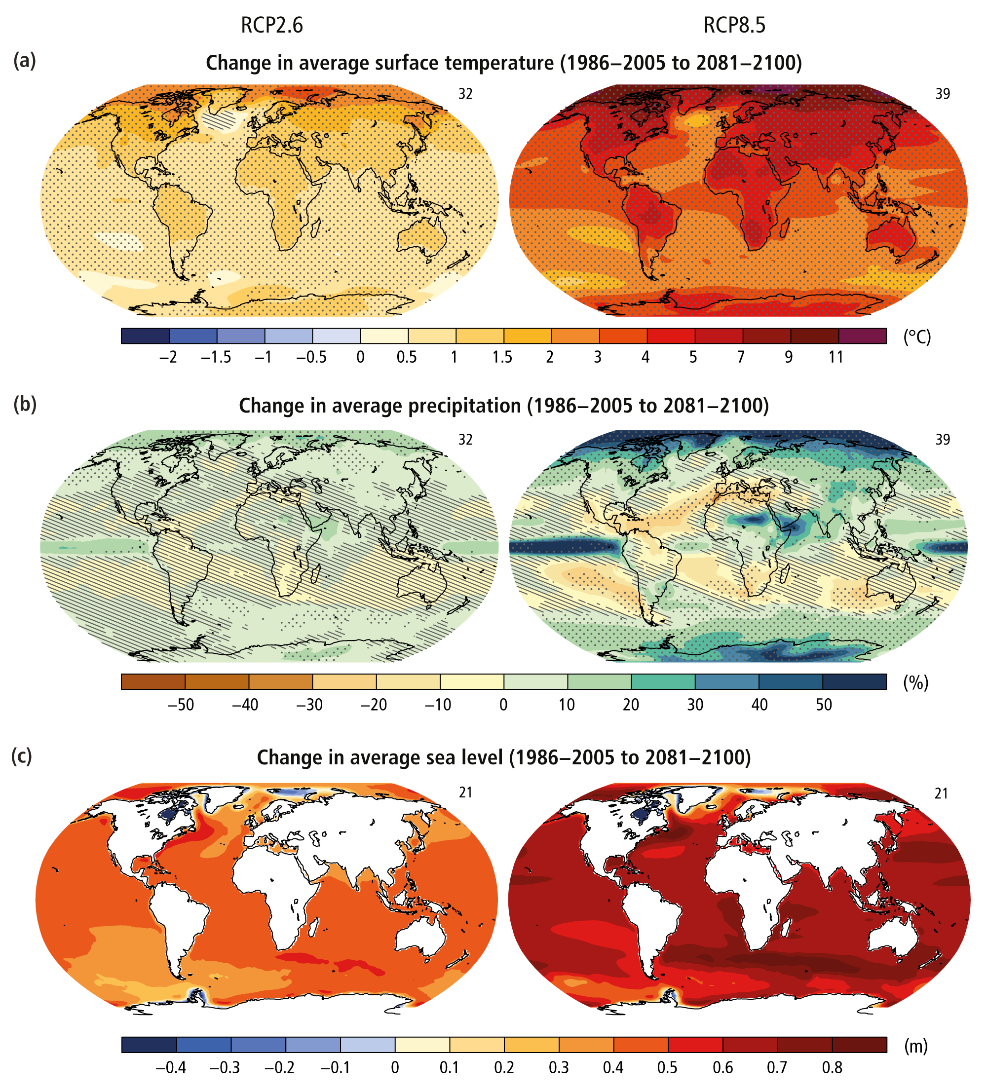 RCP2.6 RCP8.5
(a) Change in average surface temperature (1986–2005 to 2081–2100)
32 39
−2 −1.5 −1 −0.5 0 0.5 1 1.5 2 3 4 5 7 9 11 (°C)
(b) Change in average precipitation (1986–2005 to 2081–2100)
32 39
−50 −40 −30 −20 −10 0 10 20 30 40 50 (%)
(c) Change in average sea level (1986–2005 to 2081–2100)
21 21
−0.4 −0.3 −0.2 −0.1 0 0.1 0.2 0.3 0.4 0.5 0.6 0.7 0.8 (m)